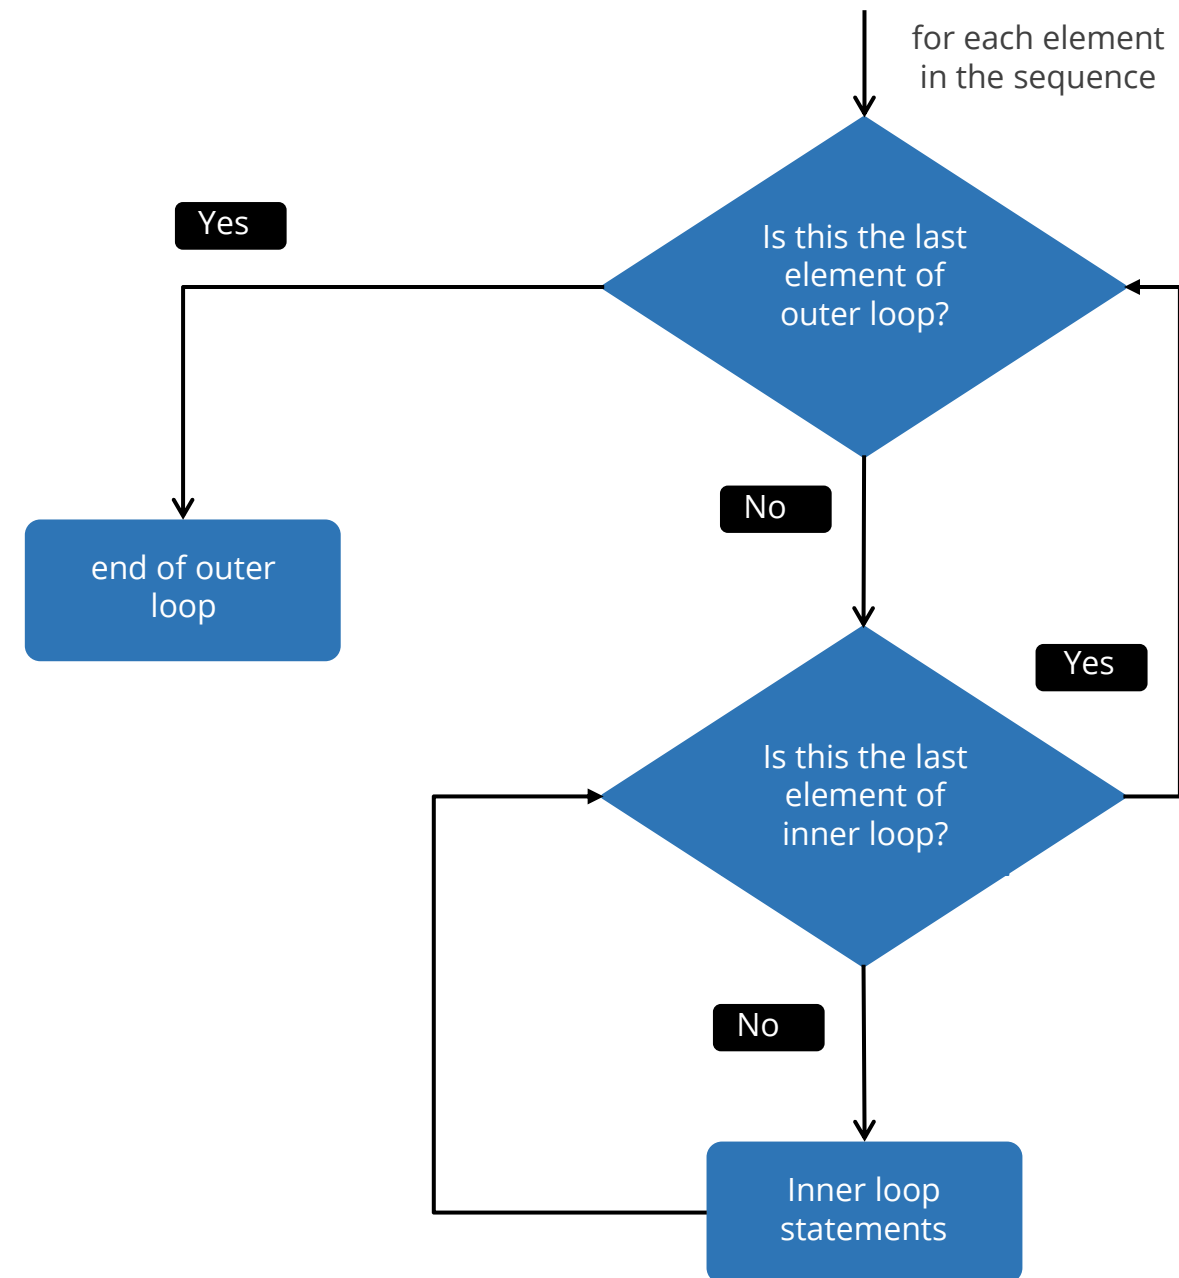 for each element
in the sequence
Is this the last
element of
outer loop?
Yes
No
end of outer
loop
Yes
Is this the last
element of
inner loop?
No
Inner loop
statements